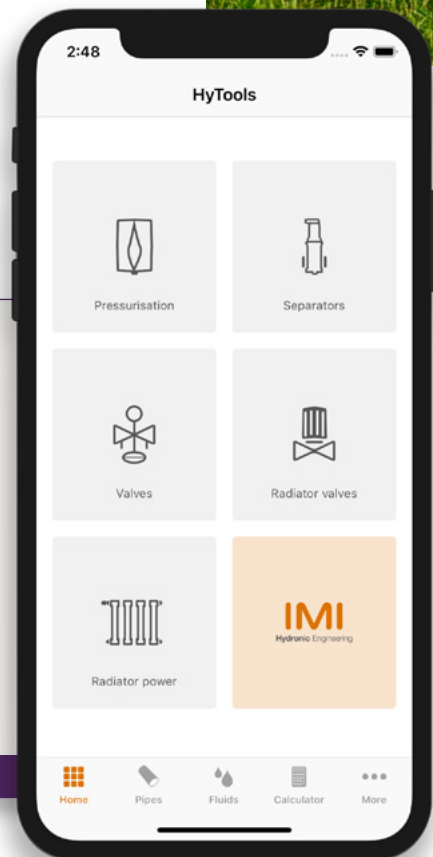 2:48
HyTools
Pressurisation
Separators
Valves
Radiator valves
Radiator power
IMI
Hydronic Engineering
Home
Pipes
Fluids
Calculator
More